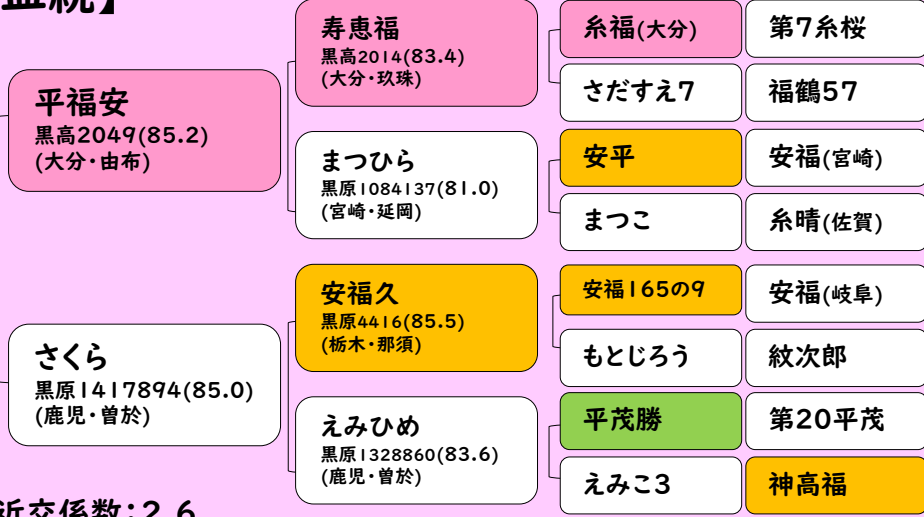 血統】
平福安
黒高2049(85.2)
(大分・由布)
さくら
黒原1417894(85.0)
(鹿児・曽於)
寿恵福
黒高2014(83.4)
(大分・玖珠)
まつひら
黒原1084137(81.0)
(宮崎・延岡)
安福久
黒原4416(85.5)
(栃木・那須)
えみひめ
黒原1328860(83.6)
(鹿児・曽於)
糸福(大分)
さだすえ7
安平
まつこ
安福165の9
もとじろう
平茂勝
えみこ3
第7糸桜
福鶴57
安福(宮崎)
糸晴(佐賀)
安福(岐阜)
紋次郎
第20平茂
神高福
近交係数:2.6